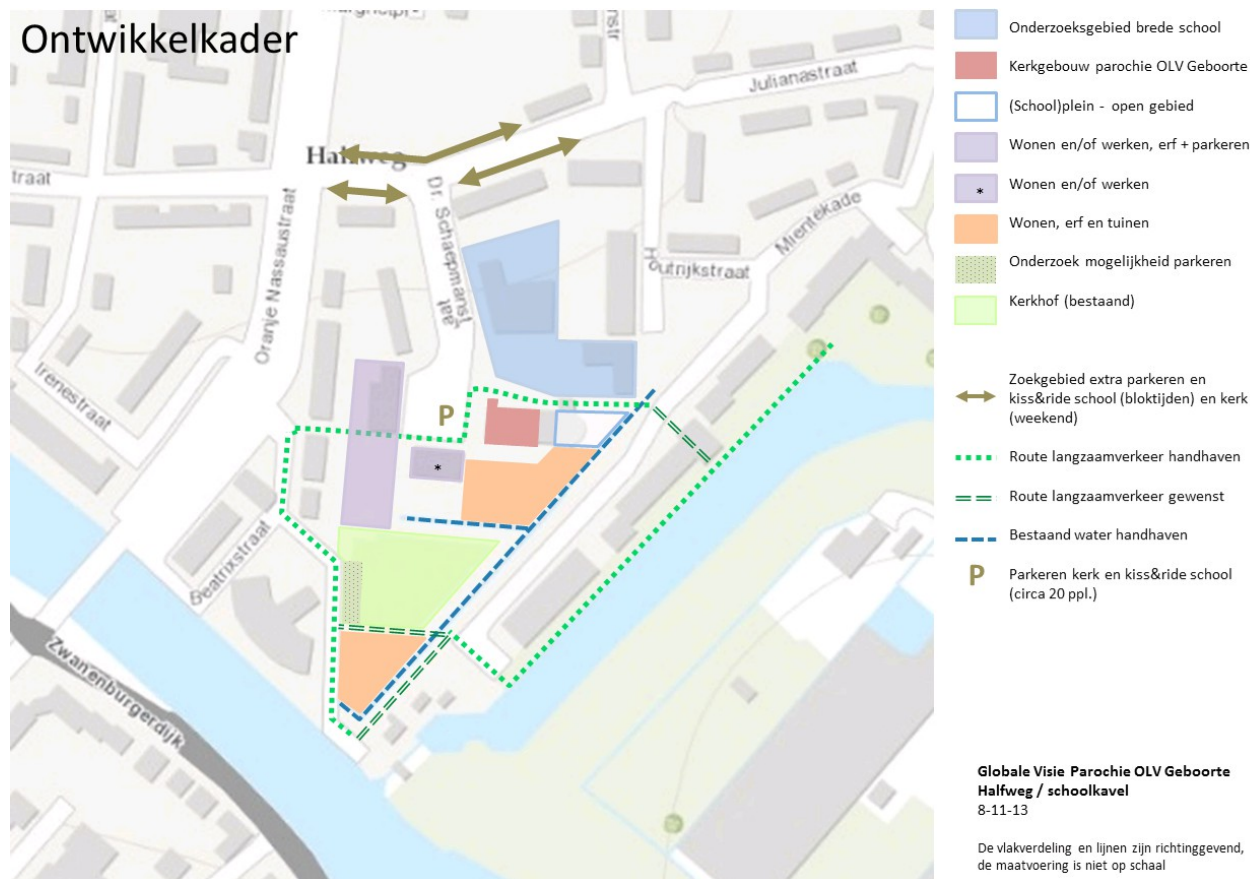 Ontwikkelkader
Julianastraat
Halfweg
traat
Dr. Schaepmanst
aat
Oranje Nassaustraat
Houtrijkstraat
Mientekade
Irenestraat
P
*
Beatrixstraat
Zwanenburgerdijk
Onderzoeksgebied brede school
Kerkgebouw parochie OLV Geboorte
(School)plein - open gebied
Wonen en/of werken, erf + parkeren
*
Wonen en/of werken
Wonen, erf en tuinen
Onderzoek mogelijkheid parkeren
Kerkhof (bestaand)
Zoekgebied extra parkeren en
kiss&ride school (bloktijden) en kerk
(weekend)
Route langzaamverkeer handhaven
Route langzaamverkeer gewenst
Bestaand water handhaven
P
Parkeren kerk en kiss&ride school
(circa 20 ppl.)
Globale Visie Parochie OLV Geboorte
Halfweg / schoolkavel
8-11-13
De vlakverdeling en lijnen zijn richtinggevend,
de maatvoering is niet op schaal